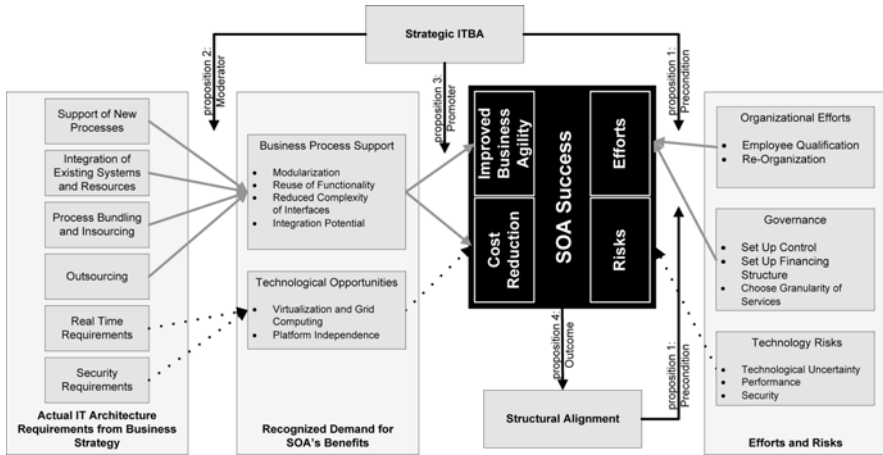 Strategic ITBA
proposition 2:
Moderator
proposition 3:
Promoter
proposition 1:
Precondition
Support of New
Processes
Integration of
Existing Systems
and Resources
Process Bundling
and Insourcing
Outsourcing
Real Time
Requirements
Security
Requirements
Actual IT Architecture
Requirements from Business
Strategy
Business Process Support
• Modularization
• Reuse of Functionality
• Reduced Complexity
of Interfaces
• Integration Potential
Technological Opportunities
• Virtualization and Grid
Computing
• Platform Independence
Recognized Demand for
SOA's Benefits
Improved
Business
Agility
Cost
Reduction
SOA Success
Efforts
Risks
proposition 4:
Outcome
proposition 1:
Precondition
Structural Alignment
Organizational Efforts
• Employee Qualification
• Re-Organization
Governance
• Set Up Control
• Set Up Financing
Structure
• Choose Granularity of
Services
Technology Risks
• Technological Uncertainty
• Performance
• Security
Efforts and Risks